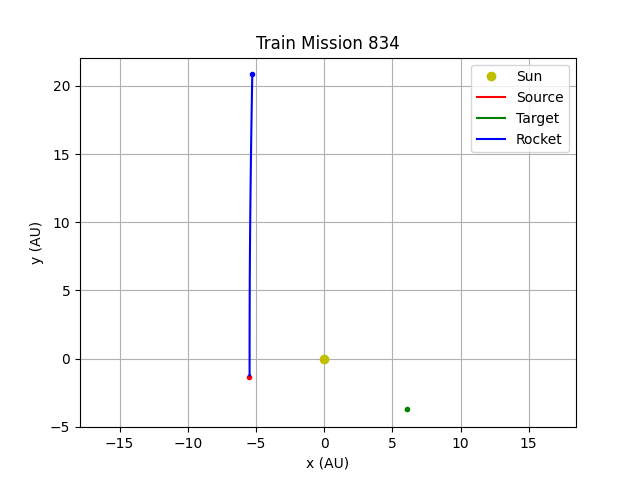 Train Mission 834
Sun
Source
Target
Rocket
20
15
10
5
0
−5
−15
−10
−5
0
5
10
15
y (AU)
x (AU)